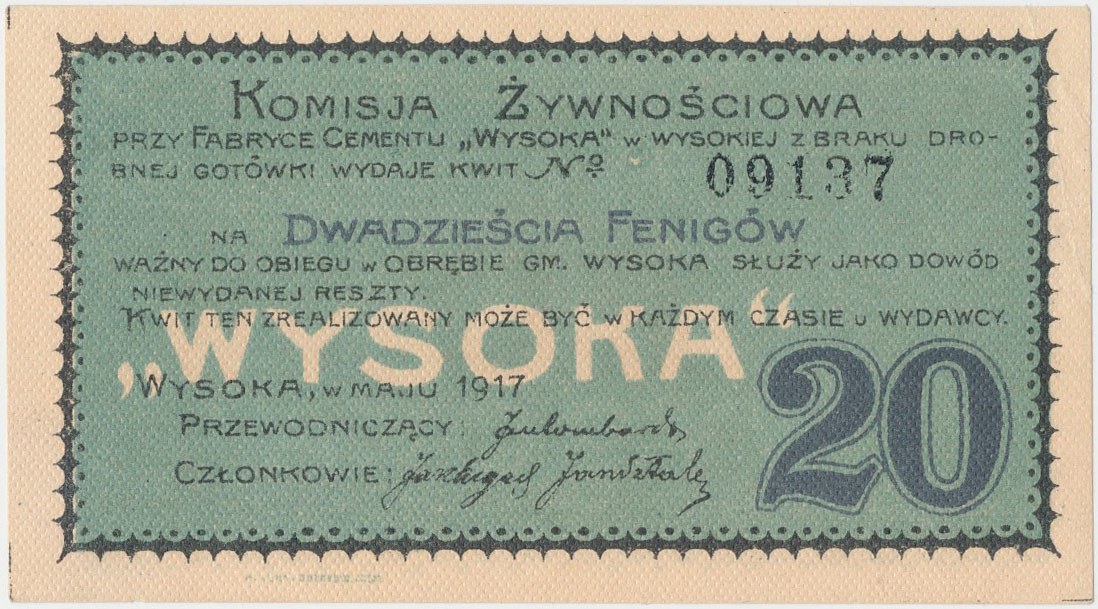 KOMISJA ŻYWNOŚCIOWA
PRZY FABRYCE CEMENTU „WYSOKA" W WYSOKIEJ Z BRAKU DRO-
BNEJ GOTÓWKI WYDAJE KWIT No 09137
NA DWADZIEŚCIA FENIGÓW
WAŻNY DO OBIEGU W OBRĘBIE GM. WYSOKA SŁUŻY JAKO DOWÓD
NIEWYDANEJ RESZTY.
KWIT TEN ZREALIZOWANY MOŻE BYĆ W KAŻDYM CZASIE U WYDAWCY.
„WYSOKA"
WYSOKA, W MAJU 1917
PRZEWODNICZĄCY:
CZŁONKOWIE:
20